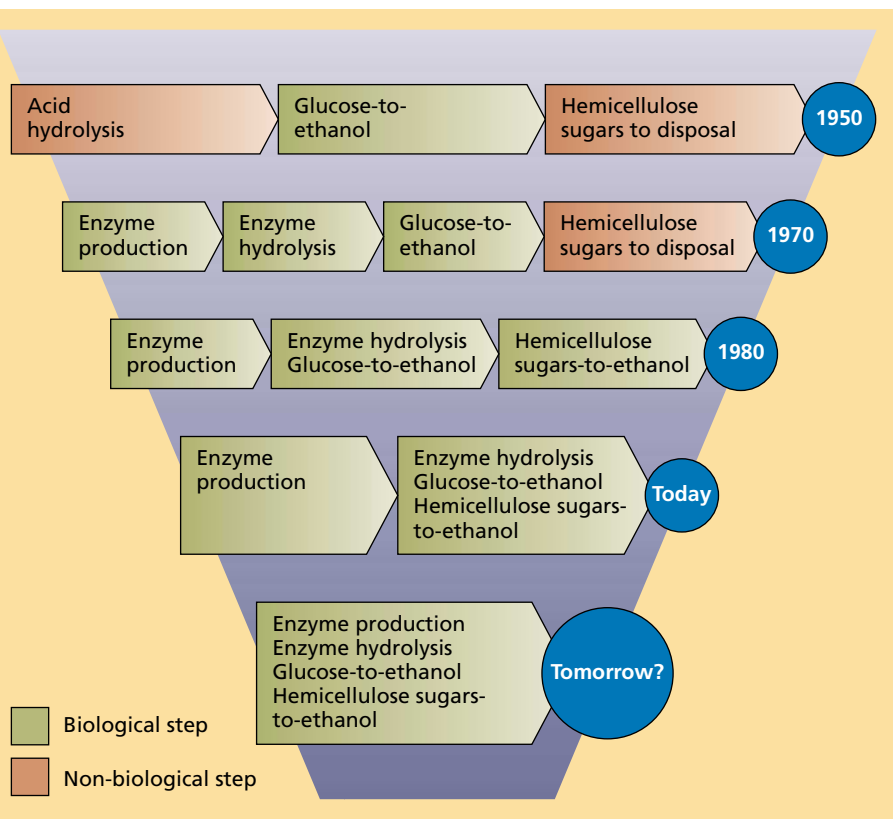 Acid
hydrolysis
Glucose-to-
ethanol
Hemicellulose
sugars to disposal
1950
Enzyme
production
Enzyme
hydrolysis
Glucose-to-
ethanol
Hemicellulose
sugars to disposal
1970
Enzyme
production
Enzyme hydrolysis
Glucose-to-ethanol
Hemicellulose
sugars-to-ethanol
1980
Enzyme
production
Enzyme hydrolysis
Glucose-to-ethanol
Hemicellulose sugars-
to-ethanol
Today
Enzyme production
Enzyme hydrolysis
Glucose-to-ethanol
Hemicellulose sugars-
to-ethanol
Tomorrow?
Biological step
Non-biological step